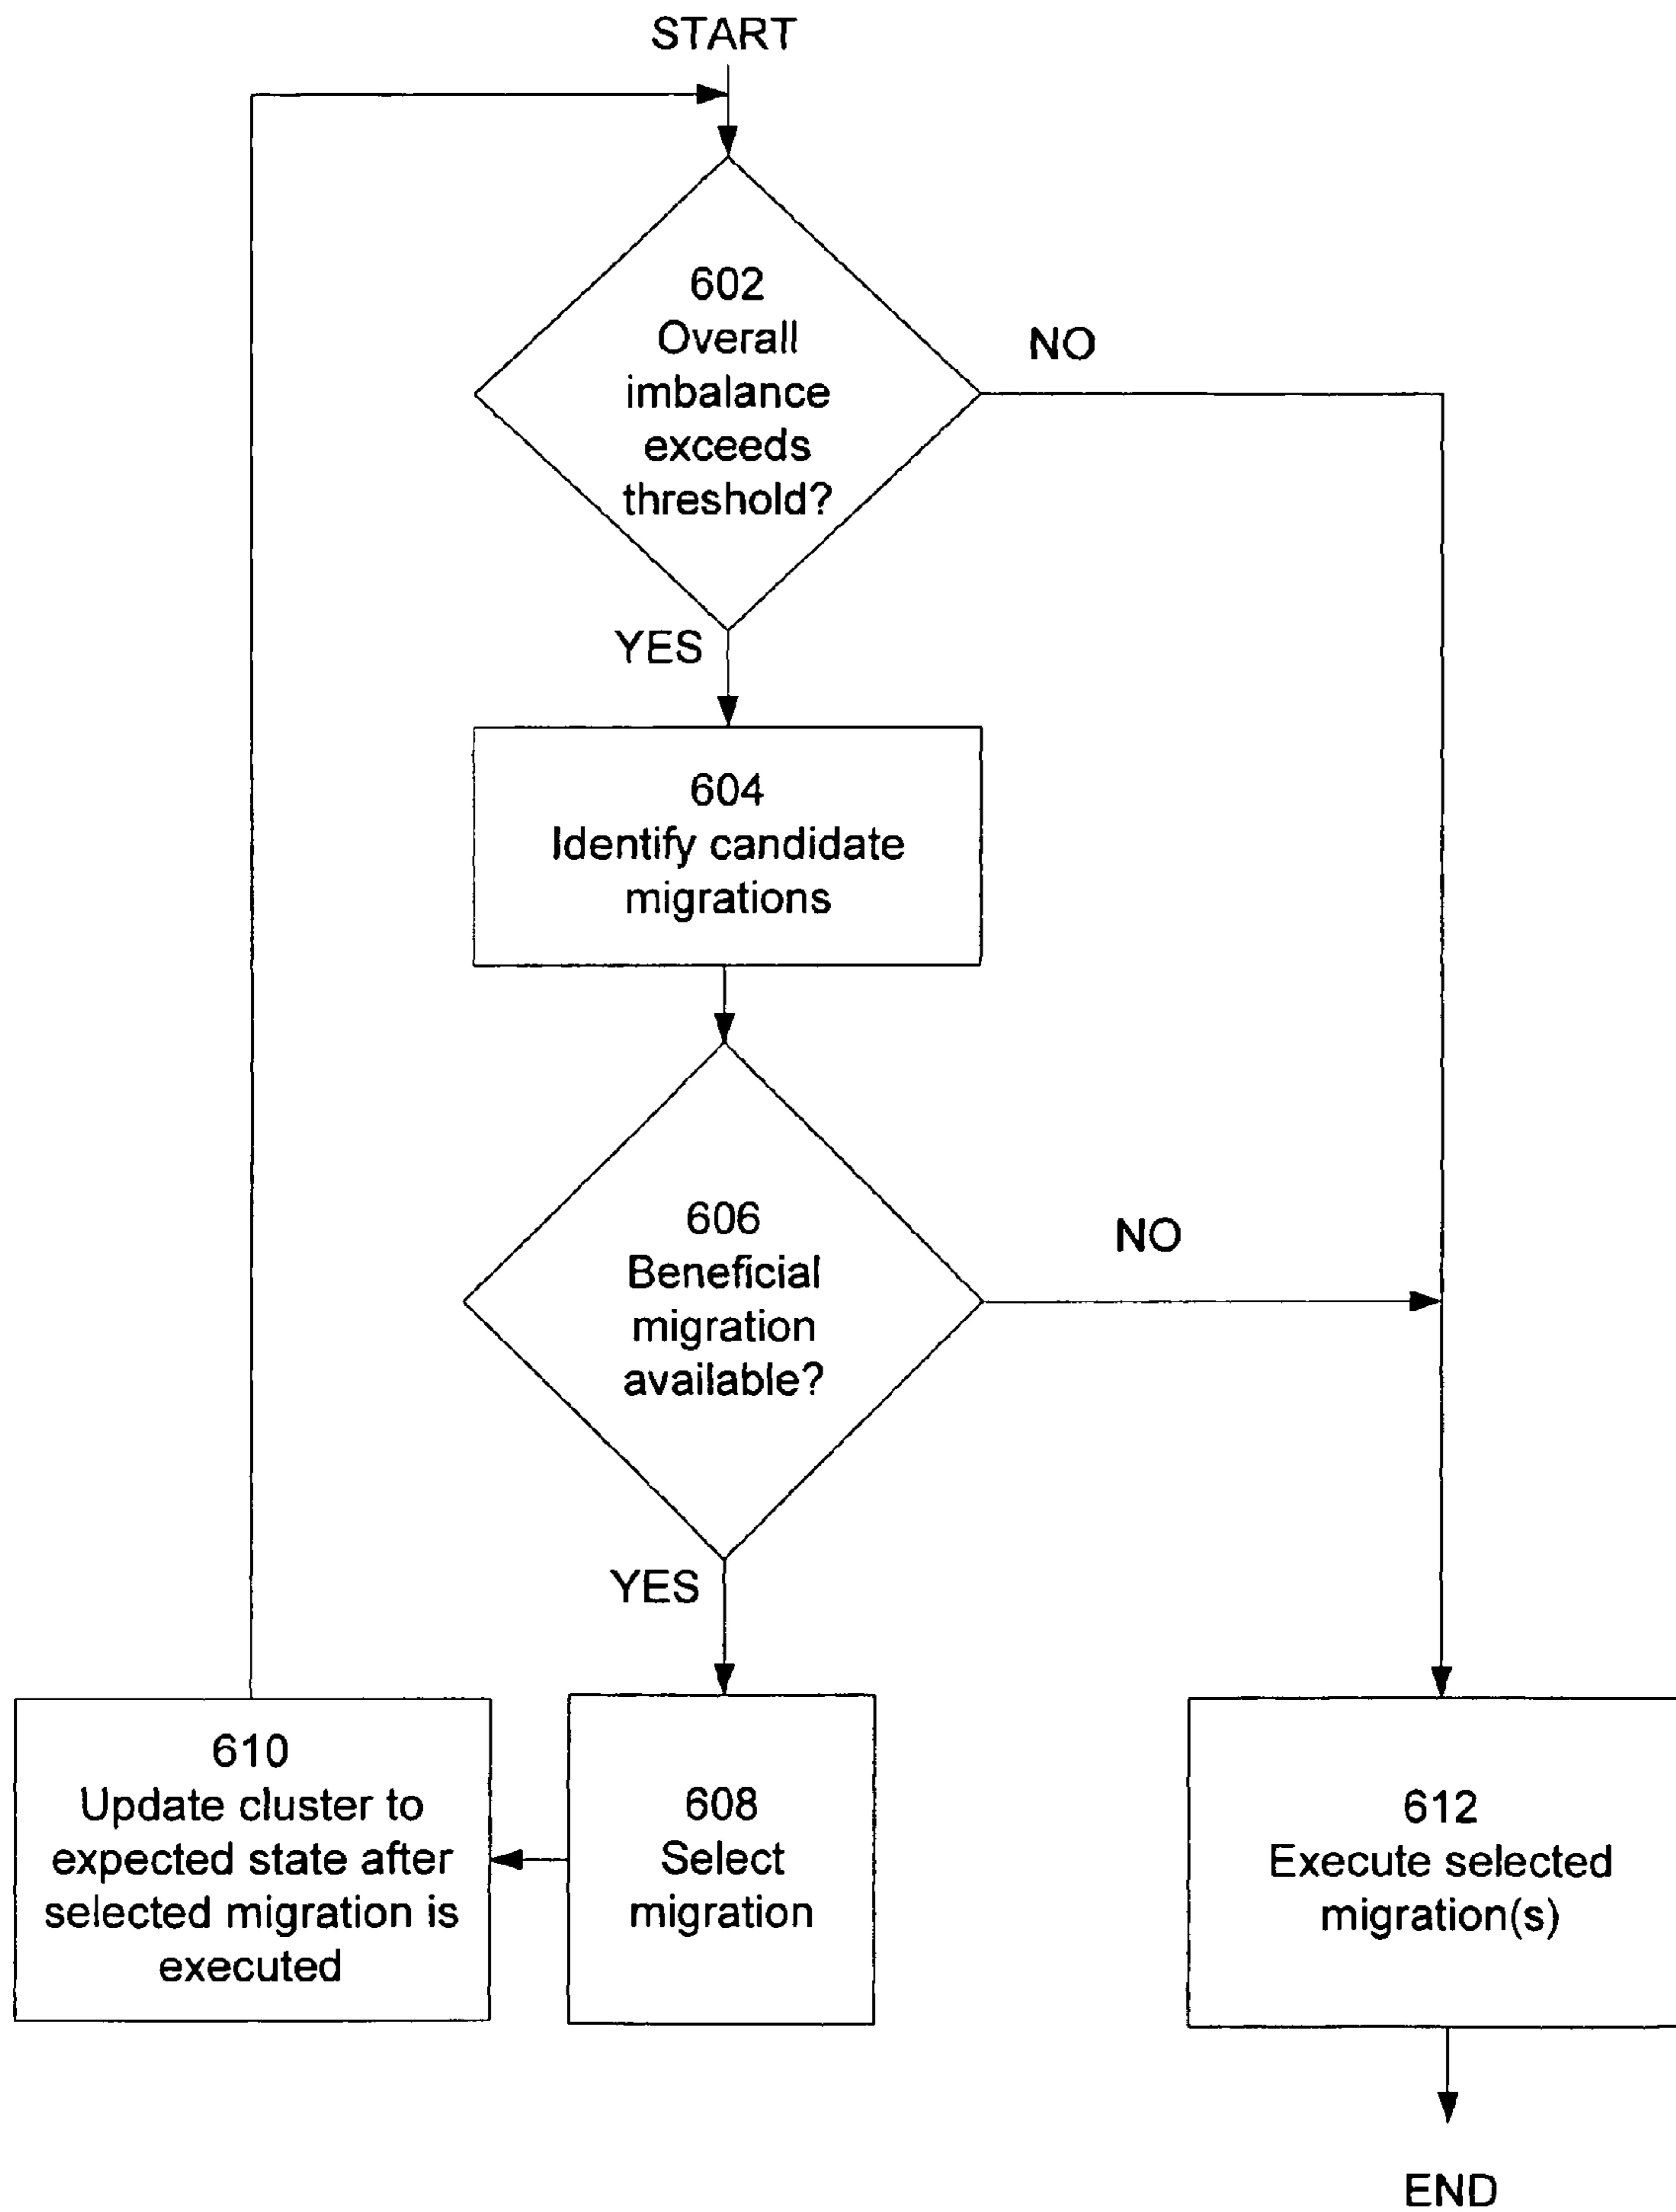 START
602
Overall
imbalance
exceeds
threshold?
NO
YES
604
Identify candidate
migrations
606
Beneficial
migration
available?
NO
YES
610
Update cluster to
expected state after
selected migration is
executed
608
Select
migration
612
Execute selected
migration(s)
END